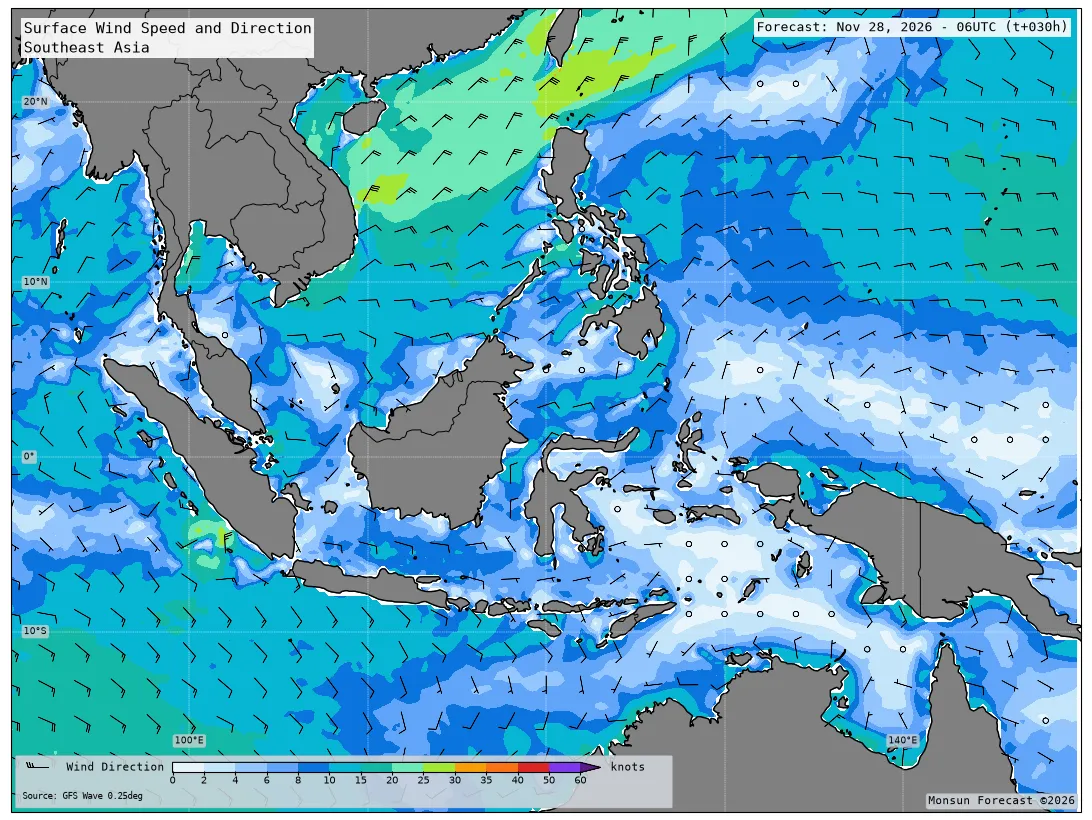 Surface Wind Speed and Direction
Southeast Asia
Forecast: Nov 28, 2026 - 06UTC (t+030h)
20°N
10°N
0°
10°S
100°E
140°E
Wind Direction
0 2 4 6 8 10 15 20 25 30 35 40 50 60
knots
Source: GFS Wave 0.25deg
Monsun Forecast ©2026